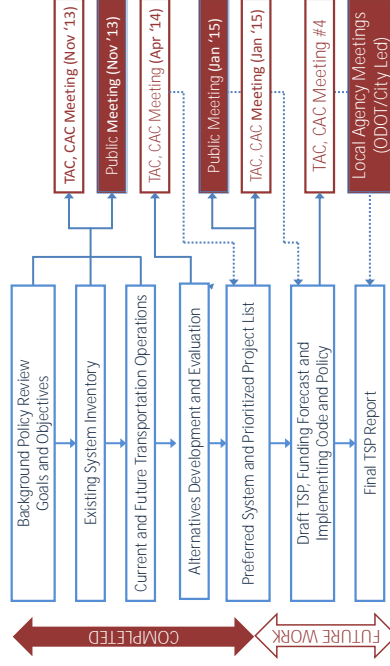 COMPLETED
FUTURE WORK
Background Policy Review
Goals and Objectives
Existing System Inventory
Current and Future Transportation Operations
Alternatives Development and Evaluation
Preferred System and Prioritized Project List
Draft TSP, Funding Forecast and
Implementing Code and Policy
Final TSP Report
TAC, CAC Meeting (Nov '13)
Public Meeting (Nov '13)
TAC, CAC Meeting (Apr '14)
Public Meeting (Jan '15)
TAC, CAC Meeting (Jan '15)
TAC, CAC Meeting #4
Local Agency Meetings
(ODOT/City Led)